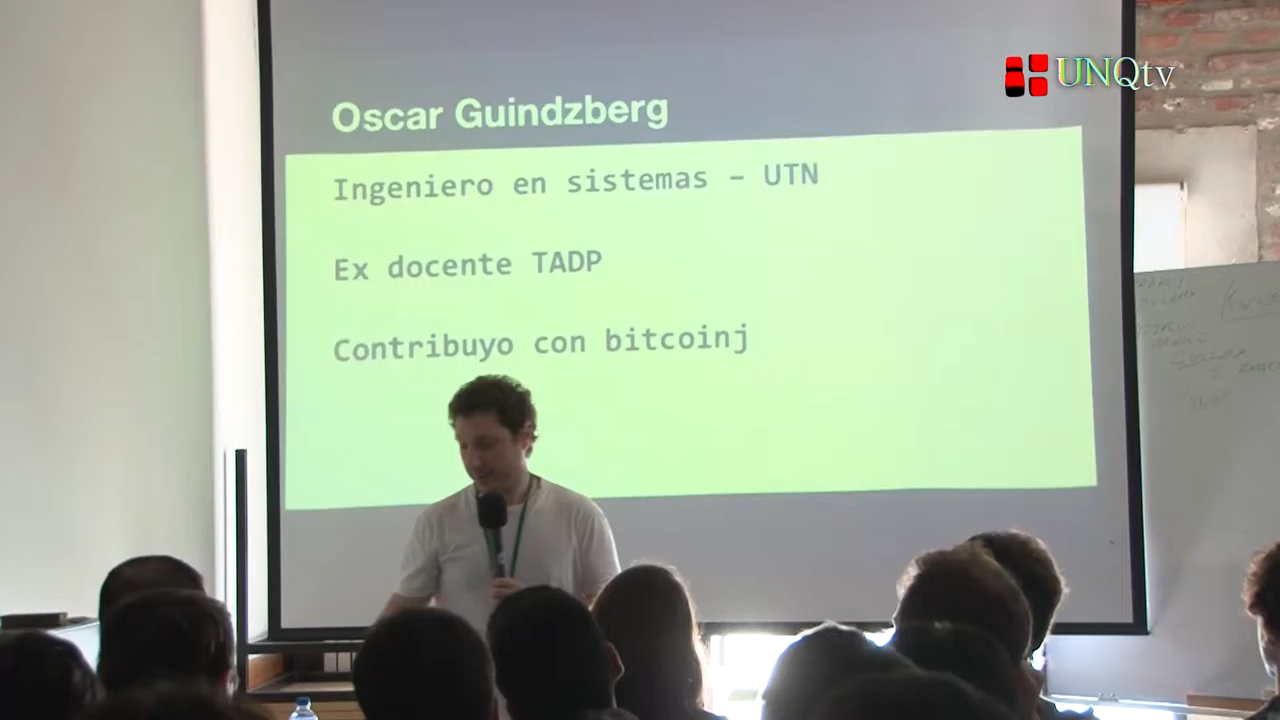 UNQtv
Oscar Guindzberg
Ingeniero en sistemas – UTN
Ex docente TADP
Contribuyo con bitcoinj